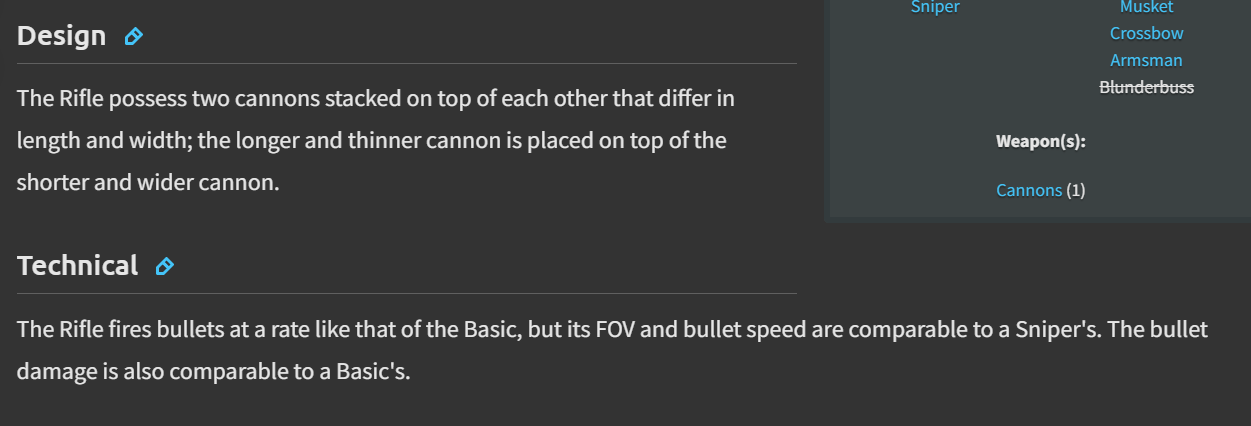 Design
The Rifle possess two cannons stacked on top of each other that differ in
length and width; the longer and thinner cannon is placed on top of the
shorter and wider cannon.
Sniper
Musket
Crossbow
Armsman
Blunderbuss
Weapon(s):
Cannons (1)
Technical
The Rifle fires bullets at a rate like that of the Basic, but its FOV and bullet speed are comparable to a Sniper's. The bullet
damage is also comparable to a Basic's.